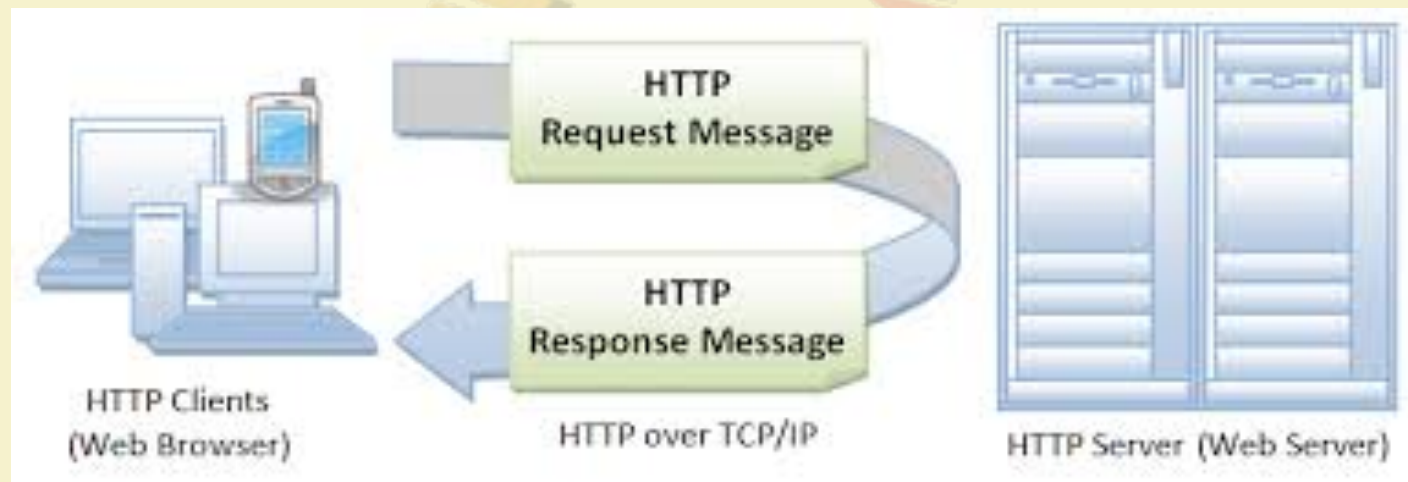 HTTP
Request Message
HTTP
Response Message
HTTP Clients
(Web Browser)
HTTP over TCP/IP
HTTP Server (Web Server)